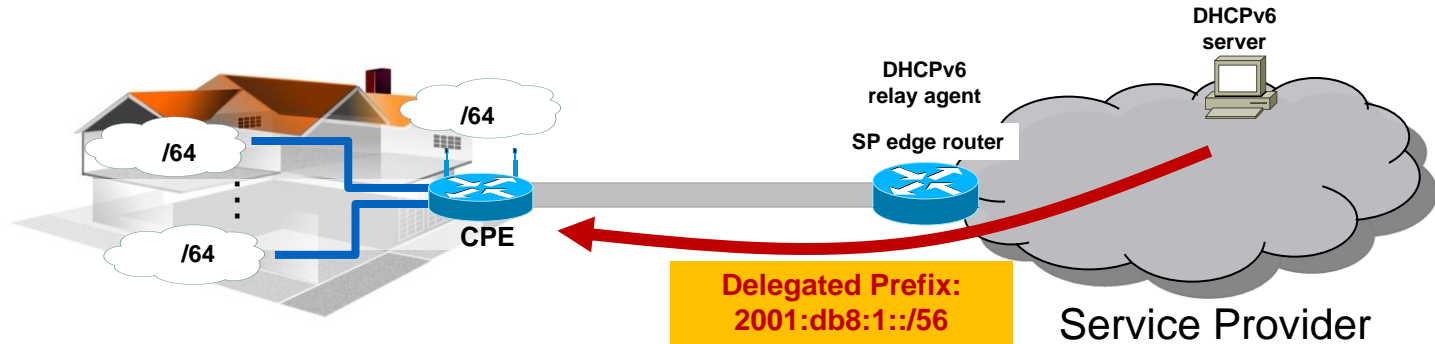 DHCPv6
server
DHCPv6
relay agent
SP edge router
/64
/64
/64
CPE
Delegated Prefix:
2001:db8:1::/56
Service Provider